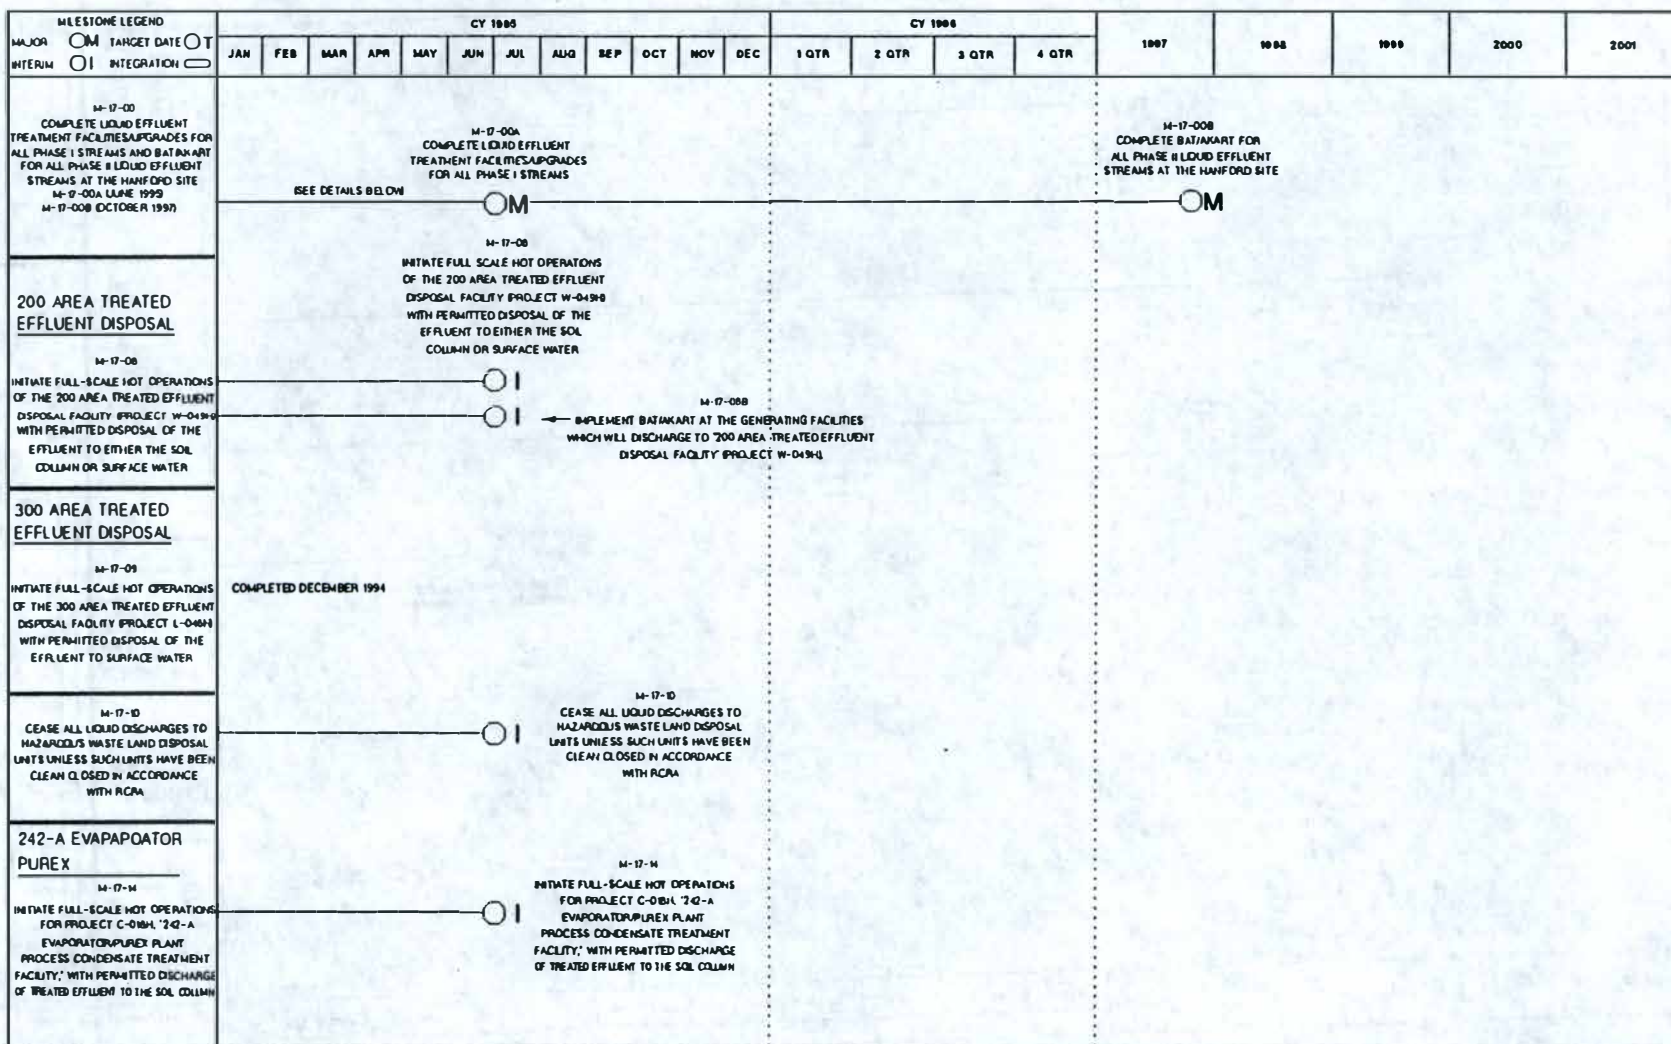 MILESTONE LEGEND
MAJOR M TARGET DATE T
INTERIM I INTEGRATION
CY 1995
CY 1996
1997
1998
1999
2000
2001
JAN FEB MAR APR MAY JUN JUL AUG SEP OCT NOV DEC
1 QTR 2 QTR 3 QTR 4 QTR
M-17-00
COMPLETE LIQUID EFFLUENT
TREATMENT FACILITIES/UPGRADES FOR
ALL PHASE I STREAMS AND BAT/AKART
FOR ALL PHASE II LIQUID EFFLUENT
STREAMS AT THE HANFORD SITE
M-17-00A (JUNE 1995)
M-17-00B (OCTOBER 1997)
(SEE DETAILS BELOW)
M-17-00A
COMPLETE LIQUID EFFLUENT
TREATMENT FACILITIES/UPGRADES
FOR ALL PHASE I STREAMS
M
M-17-00B
COMPLETE BAT/AKART FOR
ALL PHASE II LIQUID EFFLUENT
STREAMS AT THE HANFORD SITE
M
200 AREA TREATED
EFFLUENT DISPOSAL
M-17-08
INITIATE FULL-SCALE HOT OPERATIONS
OF THE 200 AREA TREATED EFFLUENT
DISPOSAL FACILITY (PROJECT W-049H)
WITH PERMITTED DISPOSAL OF THE
EFFLUENT TO EITHER THE SOIL
COLUMN OR SURFACE WATER
M-17-08
INITIATE FULL SCALE HOT OPERATIONS
OF THE 200 AREA TREATED EFFLUENT
DISPOSAL FACILITY (PROJECT W-049H)
WITH PERMITTED DISPOSAL OF THE
EFFLUENT TO EITHER THE SOIL
COLUMN OR SURFACE WATER
I
I
M-17-08B
IMPLEMENT BAT/AKART AT THE GENERATING FACILITIES
WHICH WILL DISCHARGE TO "200 AREA TREATED EFFLUENT
DISPOSAL FACILITY" (PROJECT W-049H).
300 AREA TREATED
EFFLUENT DISPOSAL
M-17-09
INITIATE FULL-SCALE HOT OPERATIONS
OF THE 300 AREA TREATED EFFLUENT
DISPOSAL FACILITY (PROJECT L-045H)
WITH PERMITTED DISPOSAL OF THE
EFFLUENT TO SURFACE WATER
COMPLETED DECEMBER 1994
M-17-10
CEASE ALL LIQUID DISCHARGES TO
HAZARDOUS WASTE LAND DISPOSAL
UNITS UNLESS SUCH UNITS HAVE BEEN
CLEAN CLOSED IN ACCORDANCE
WITH RCRA
I
M-17-10
CEASE ALL LIQUID DISCHARGES TO
HAZARDOUS WASTE LAND DISPOSAL
UNITS UNLESS SUCH UNITS HAVE BEEN
CLEAN CLOSED IN ACCORDANCE
WITH RCRA
242-A EVAPAPOATOR
PUREX
M-17-14
INITIATE FULL-SCALE HOT OPERATIONS
FOR PROJECT C-018H, "242-A
EVAPORATOR/PUREX PLANT
PROCESS CONDENSATE TREATMENT
FACILITY," WITH PERMITTED DISCHARGE
OF TREATED EFFLUENT TO THE SOIL COLUMN
I
M-17-14
INITIATE FULL-SCALE HOT OPERATIONS
FOR PROJECT C-018H, "242-A
EVAPORATOR/PUREX PLANT
PROCESS CONDENSATE TREATMENT
FACILITY," WITH PERMITTED DISCHARGE
OF TREATED EFFLUENT TO THE SOIL COLUMN